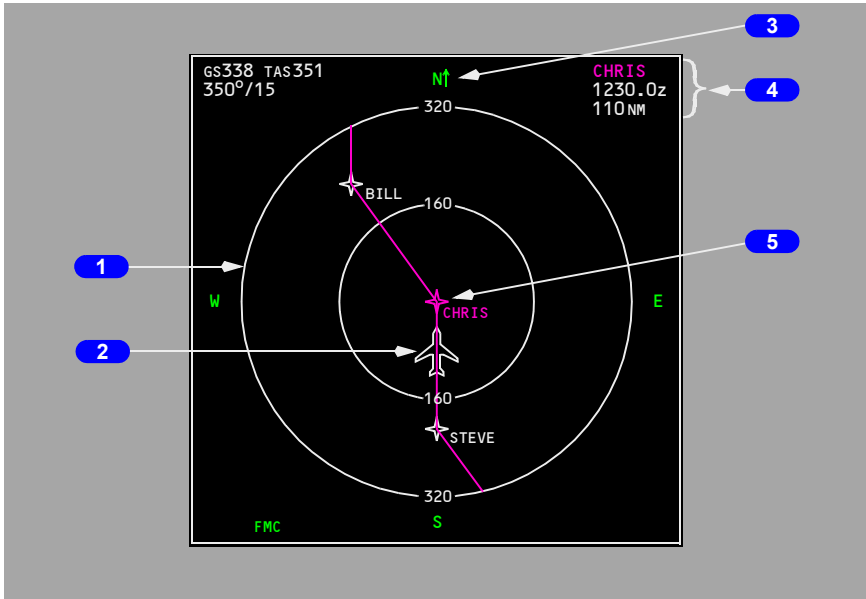 3
GS338 TAS351
350°/15
N↑
CHRIS
1230.0z
110NM
4
320
BILL
160
5
1
W
CHRIS
E
2
160
STEVE
320
S
FMC